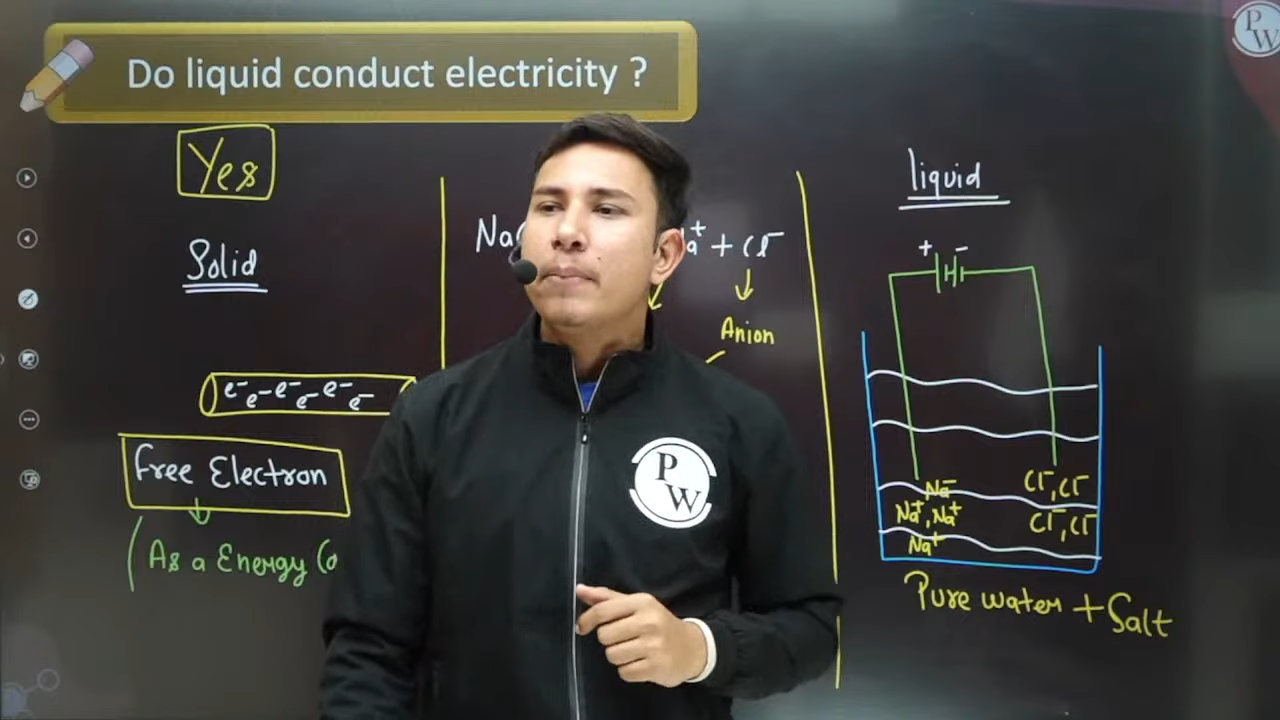 Do liquid conduct electricity ?
PW
Yes
Solid
e⁻ e⁻ e⁻ e⁻ e⁻ e⁻
Free Electron
As a Energy
Na
a⁺ + Cl⁻
Anion
PW
liquid
+ -
Na⁻
Na⁺, Na⁺
Na⁺
Cl⁻, Cl⁻
Cl⁻, Cl⁻
Pure water + Salt